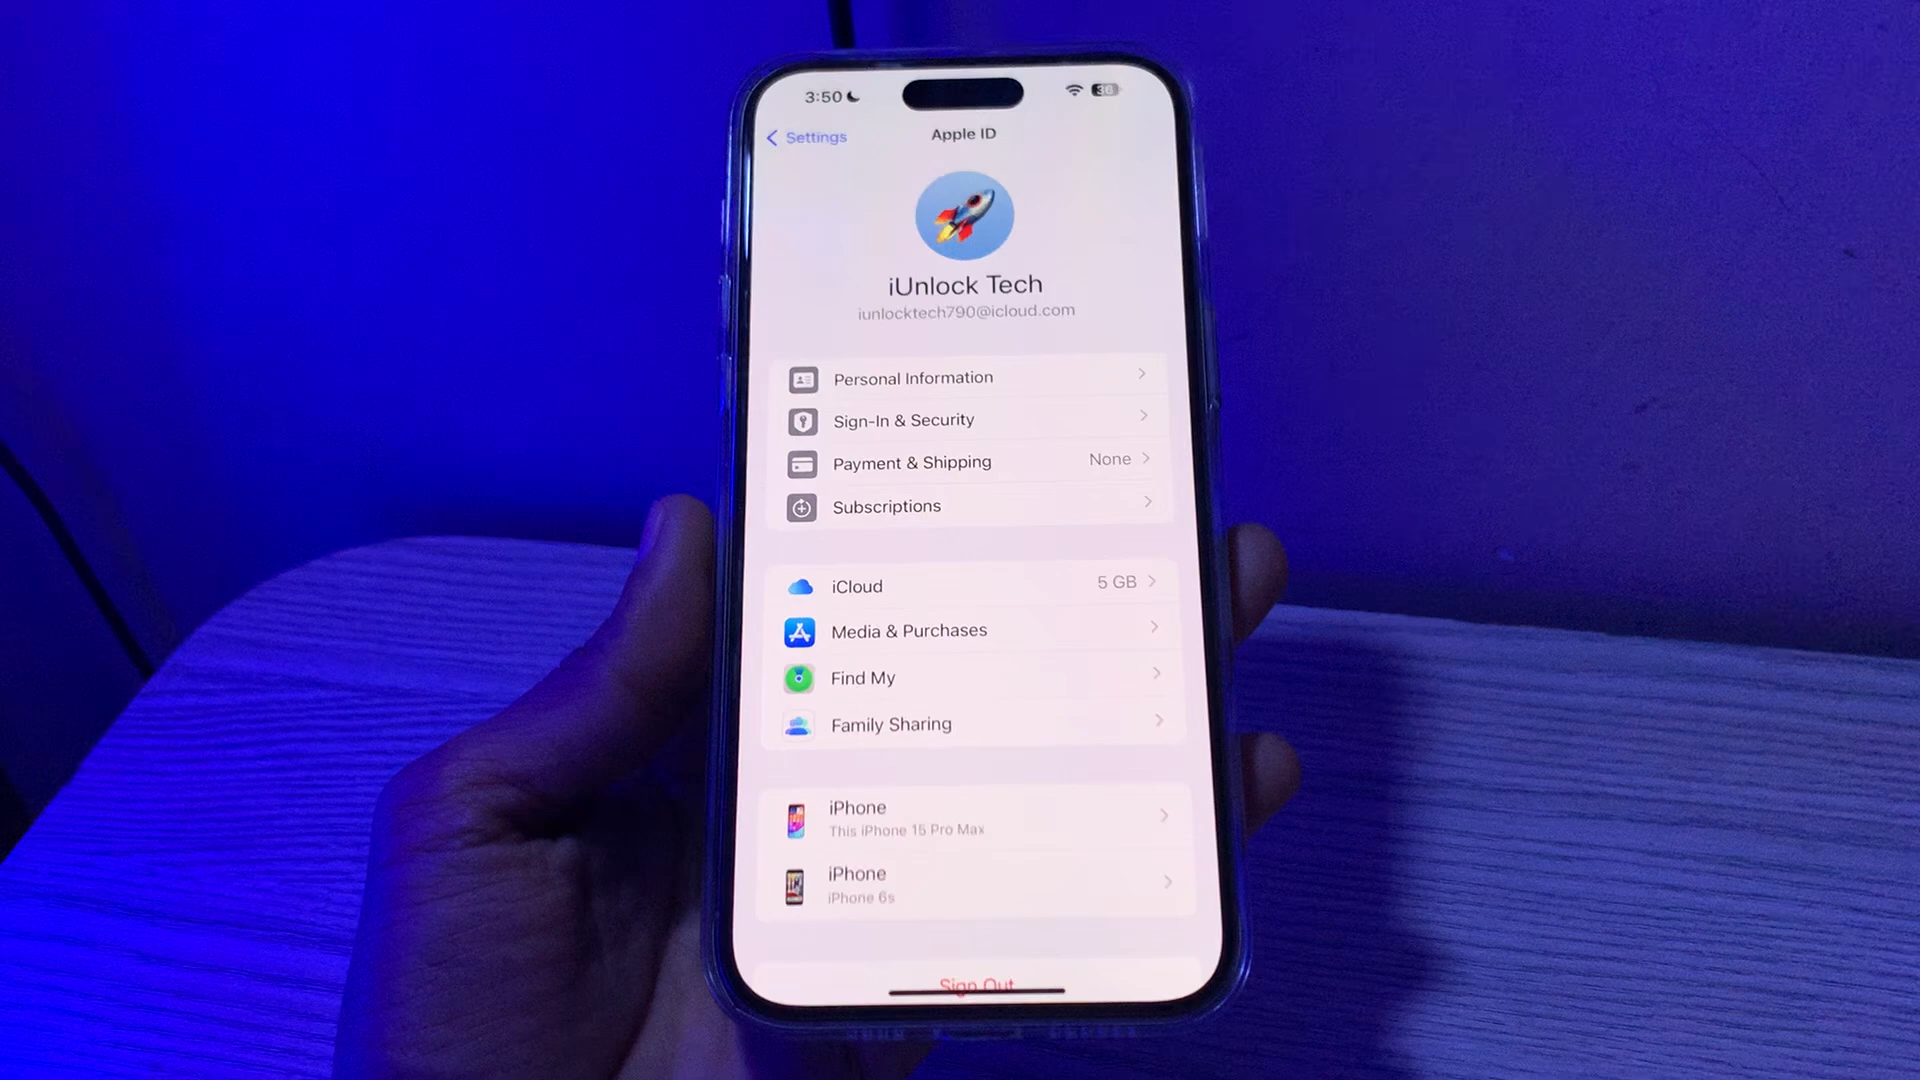 3:50
36
Settings
Apple ID
iUnlock Tech
iunlocktech790@icloud.com
Personal Information
Sign-In & Security
Payment & Shipping None
Subscriptions
iCloud 5 GB
Media & Purchases
Find My
Family Sharing
iPhone
This iPhone 15 Pro Max
iPhone
iPhone 6s
Sign Out